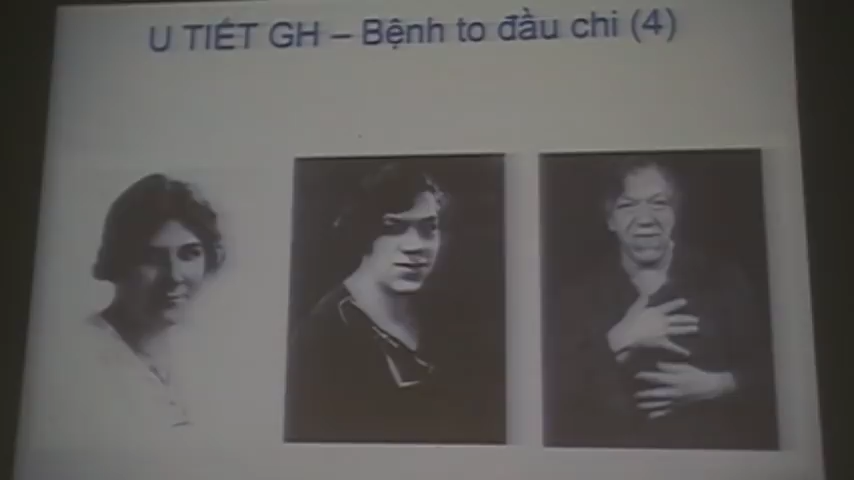 U TIẾT GH – Bệnh to đầu chi (4)